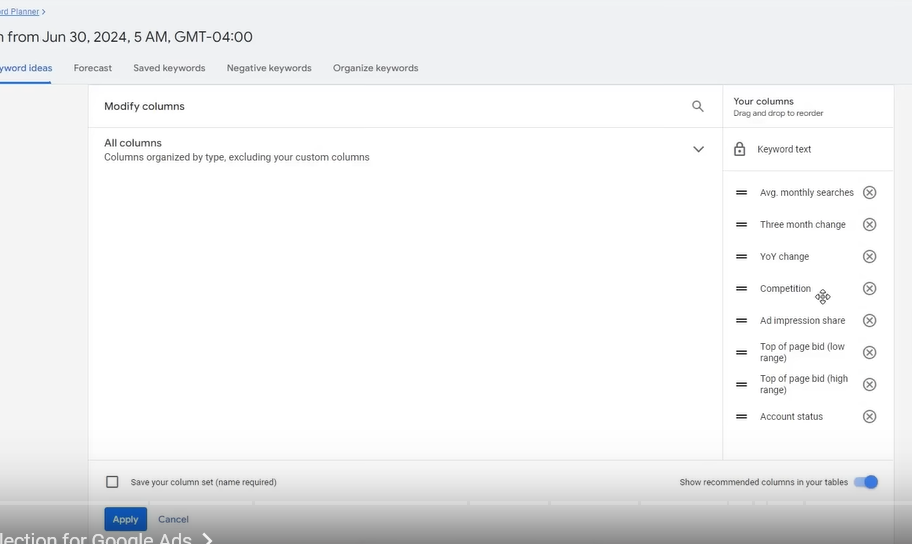 rd Planner >
n from Jun 30, 2024, 5 AM, GMT-04:00
yword ideas Forecast Saved keywords Negative keywords Organize keywords
Modify columns
All columns
Columns organized by type, excluding your custom columns
Your columns
Drag and drop to reorder
Keyword text
Avg. monthly searches
Three month change
YoY change
Competition
Ad impression share
Top of page bid (low
range)
Top of page bid (high
range)
Account status
Save your column set (name required)
Show recommended columns in your tables
Apply Cancel
lection for Google Ads >